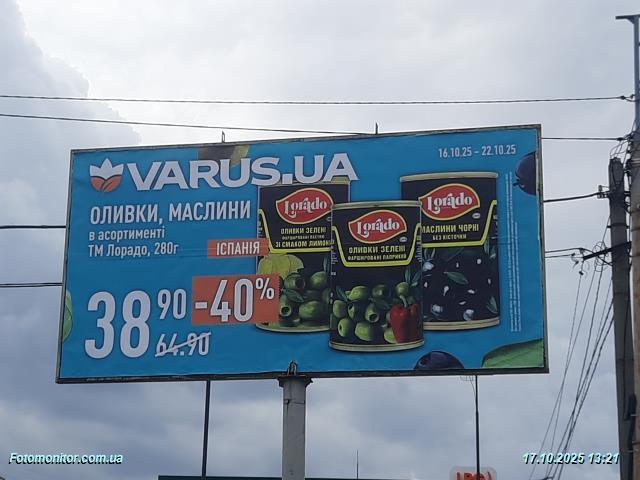 VARUS.UA
16.10.25 – 22.10.25
ОЛИВКИ, МАСЛИНИ
в асортименті
ТМ Лорадо, 280г
ІСПАНІЯ
38 90
-40%
64.90
Lorado
ОЛИВКИ ЗЕЛЕНІ
ЗІ СМАКОМ ЛИМОНА
Lorado
ОЛИВКИ ЗЕЛЕНІ
ФАРШИРОВАНІ ПАПРИКОЮ
Lorado
МАСЛИНИ ЧОРНІ
БЕЗ КІСТОЧКИ
Fotomonitor.com.ua
17.10.2025 13:21